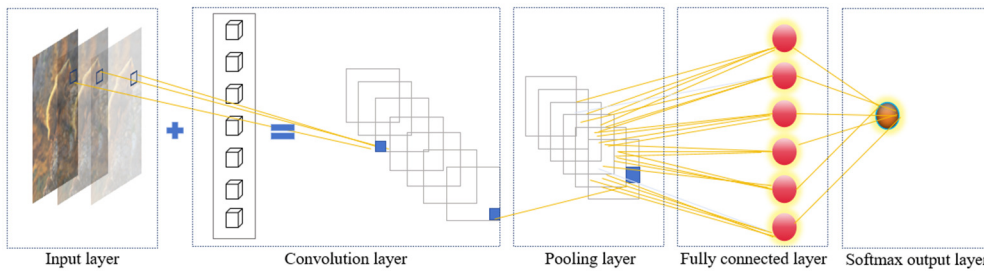 Input layer
Convolution layer
Pooling layer
Fully connected layer
Softmax output layer